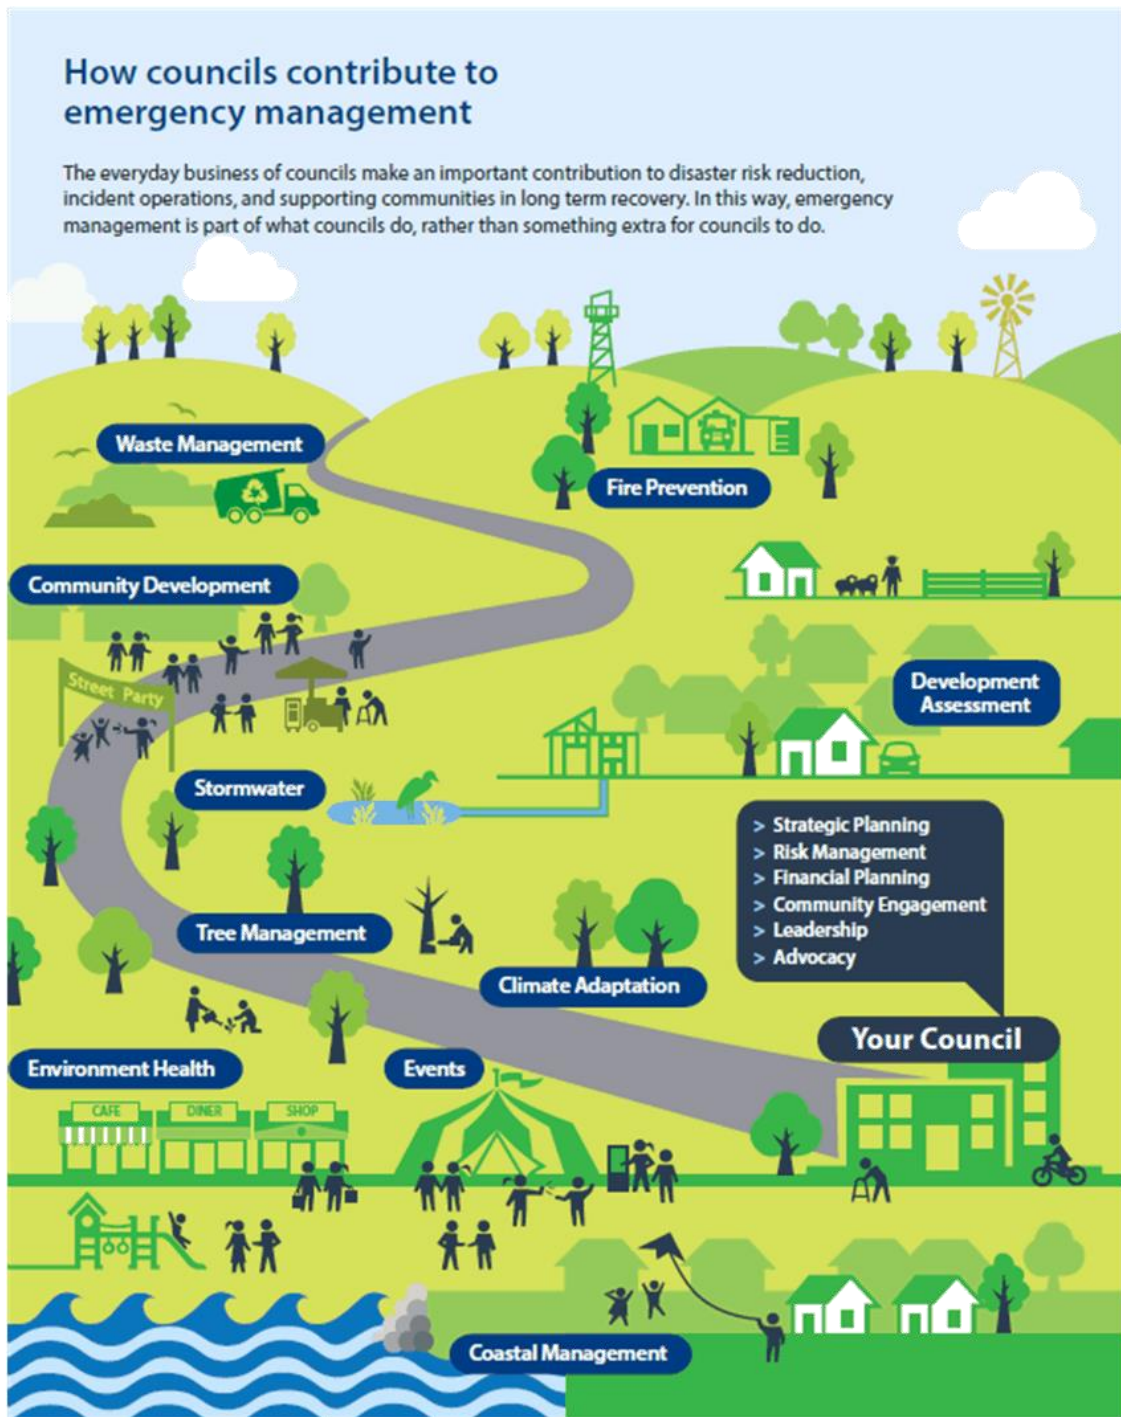 How councils contribute to
emergency management
The everyday business of councils make an important contribution to disaster risk reduction,
incident operations, and supporting communities in long term recovery. In this way, emergency
management is part of what councils do, rather than something extra for councils to do.
Waste Management
Fire Prevention
Community Development
Street Party
Development
Assessment
Stormwater
> Strategic Planning
> Risk Management
> Financial Planning
> Community Engagement
> Leadership
> Advocacy
Tree Management
Climate Adaptation
Your Council
Environment Health
Events
CAFE
DINER
SHOP
Coastal Management